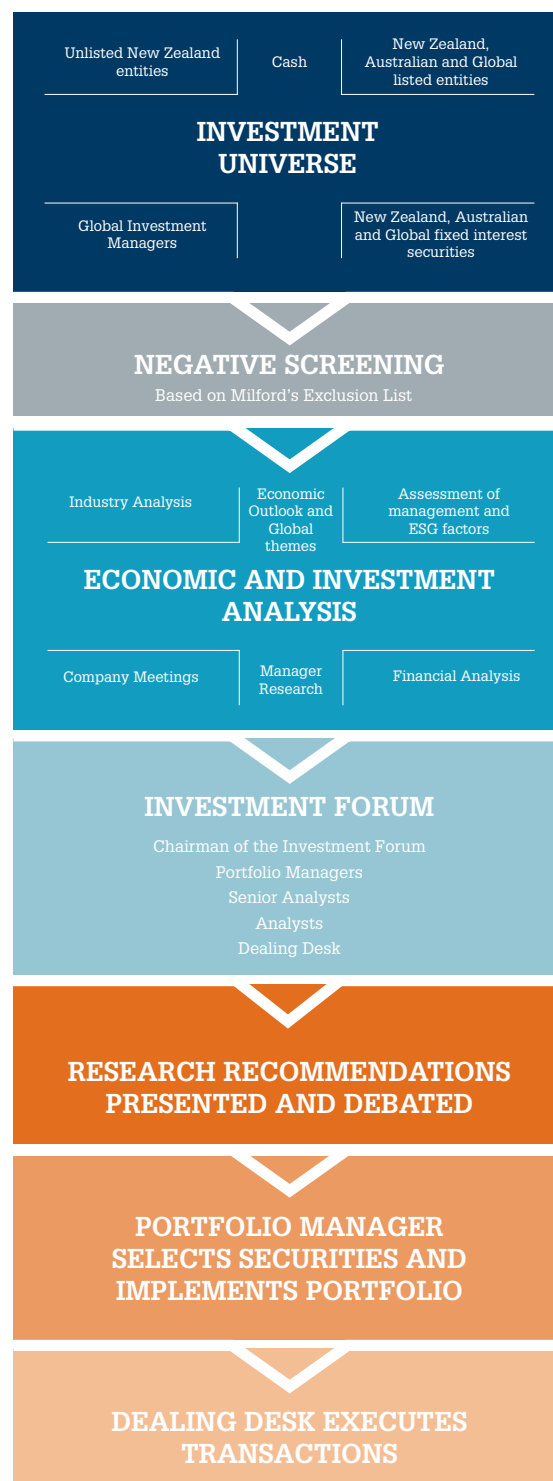 Unlisted New Zealand
entities
Cash
New Zealand,
Australian and Global
listed entities
INVESTMENT
UNIVERSE
Global Investment
Managers
New Zealand, Australian
and Global fixed interest
securities
NEGATIVE SCREENING
Based on Milford’s Exclusion List
Industry Analysis
Economic
Outlook and
Global
themes
Assessment of
management and
ESG factors
ECONOMIC AND INVESTMENT
ANALYSIS
Company Meetings
Manager
Research
Financial Analysis
INVESTMENT FORUM
Chairman of the Investment Forum
Portfolio Managers
Senior Analysts
Analysts
Dealing Desk
RESEARCH RECOMMENDATIONS
PRESENTED AND DEBATED
PORTFOLIO MANAGER
SELECTS SECURITIES AND
IMPLEMENTS PORTFOLIO
DEALING DESK EXECUTES
TRANSACTIONS